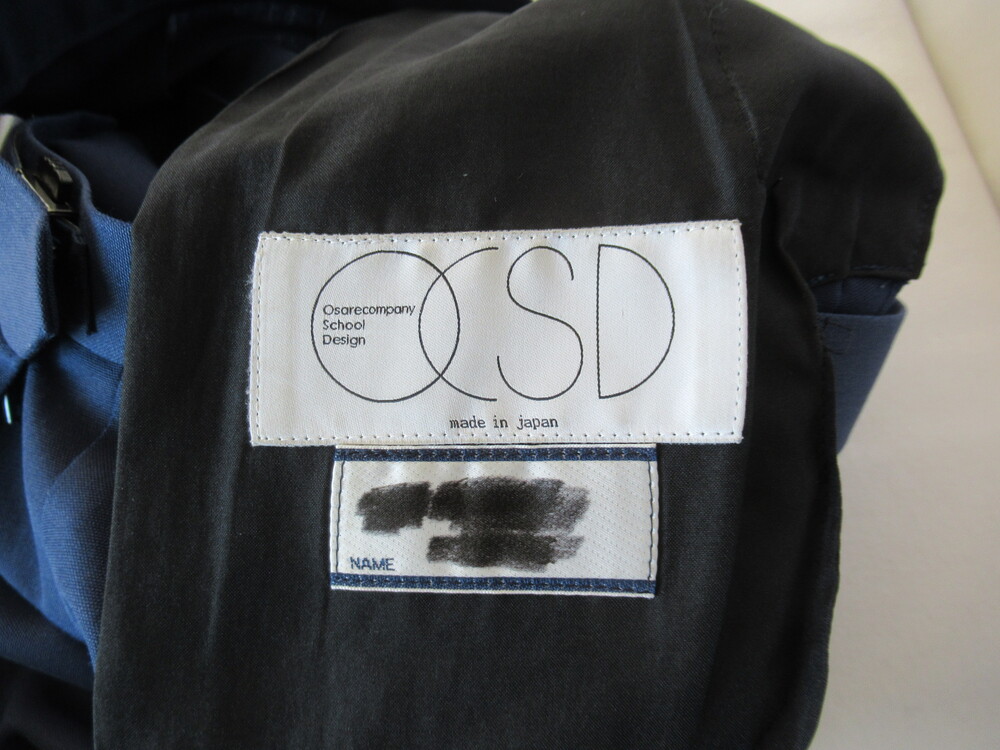 OCSD
Osarecompany
School
Design
made in japan
NAME